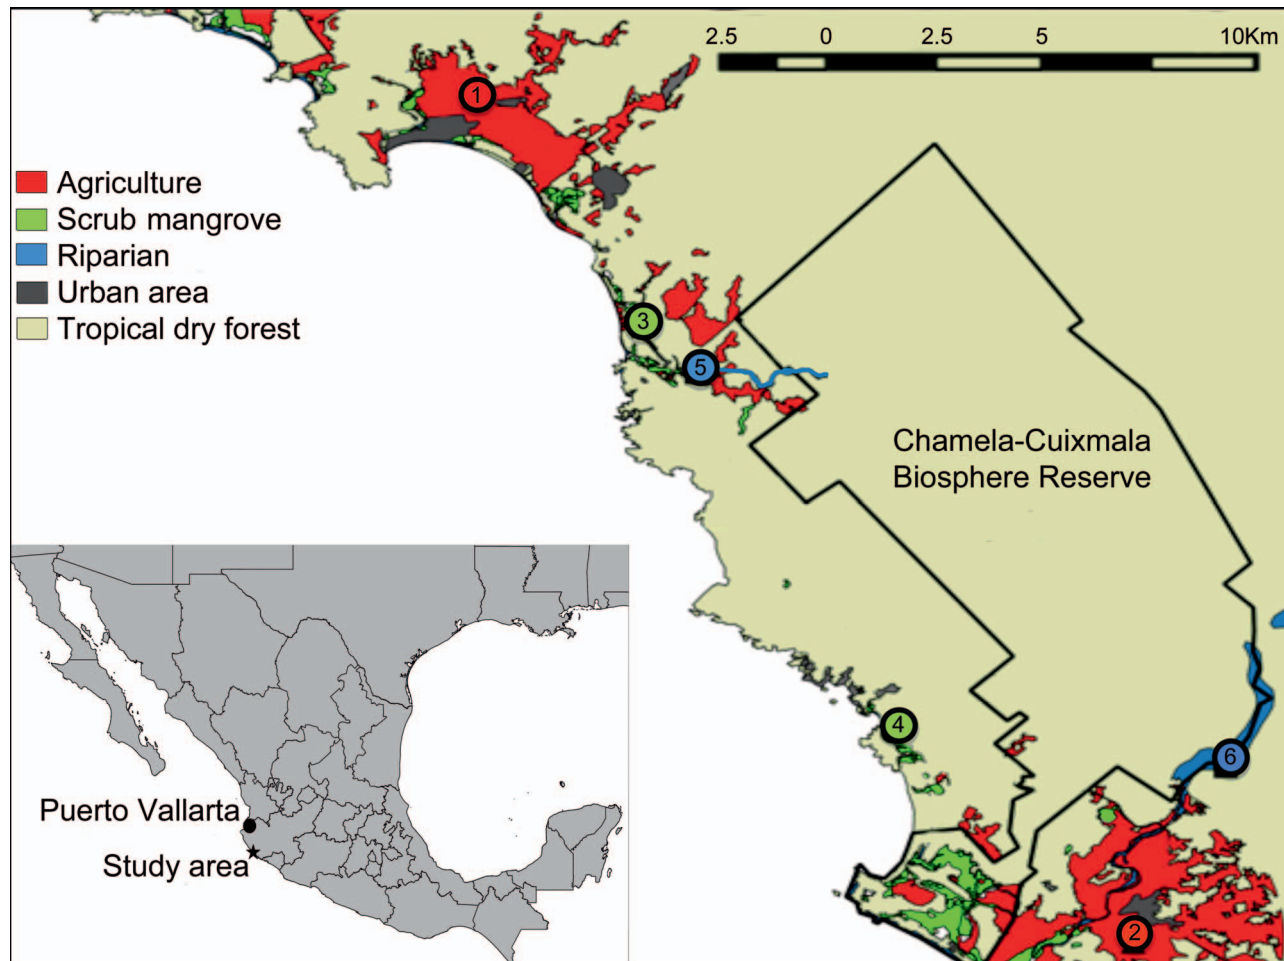 2.5 0 2.5 5 10Km
1
Agriculture
Scrub mangrove
Riparian
Urban area
Tropical dry forest
3
5
Chamela-Cuixmala
Biosphere Reserve
4
6
Puerto Vallarta
Study area
2